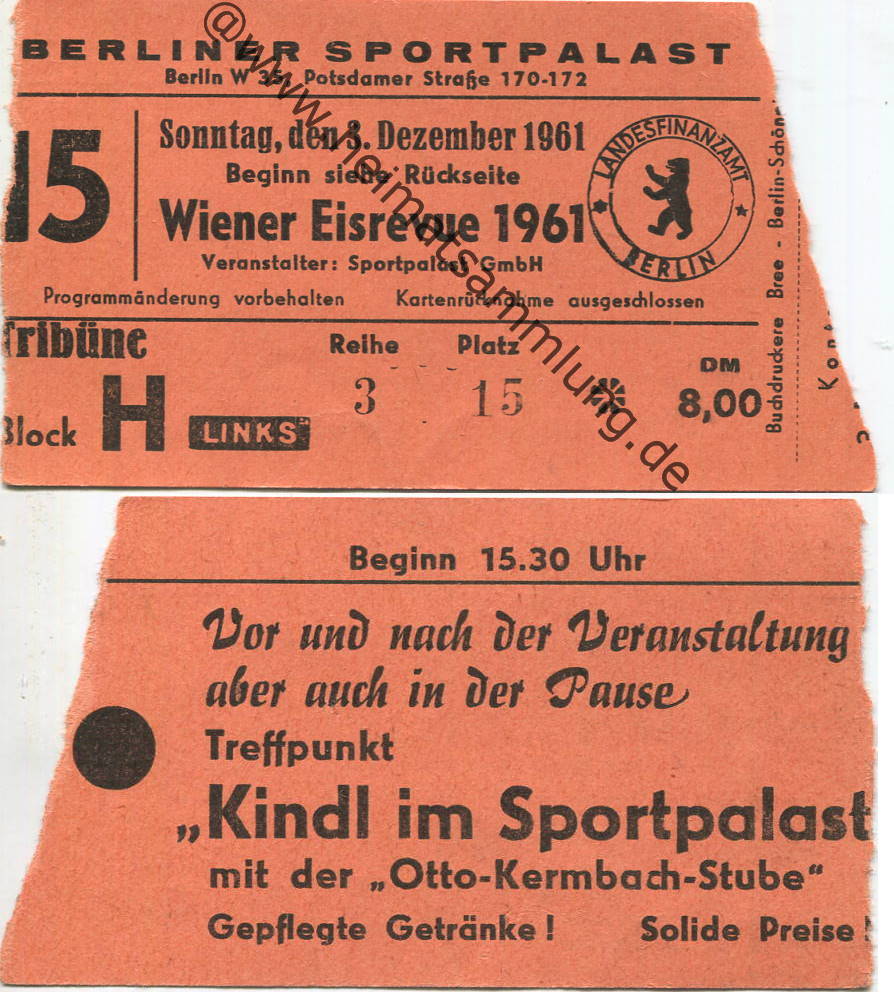 BERLINER SPORTPALAST
Berlin W 35, Potsdamer Straße 170-172
15
Sonntag, den 3. Dezember 1961
Beginn siehe Rückseite
Wiener Eisrevue 1961
Veranstalter: Sportpalast GmbH
LANDESFINANZAMT
BERLIN
Programmänderung vorbehalten Kartenrücknahme ausgeschlossen
Tribüne
Reihe Platz
DM
3 15
8,00
Block H LINKS
Buchdruckere Bree - Berlin-Schöne
Kont
@www.heimatsammlung.de
Beginn 15.30 Uhr
Vor und nach der Veranstaltung
aber auch in der Pause
Treffpunkt
„Kindl im Sportpalast
mit der „Otto-Kermbach-Stube“
Gepflegte Getränke! Solide Preise!